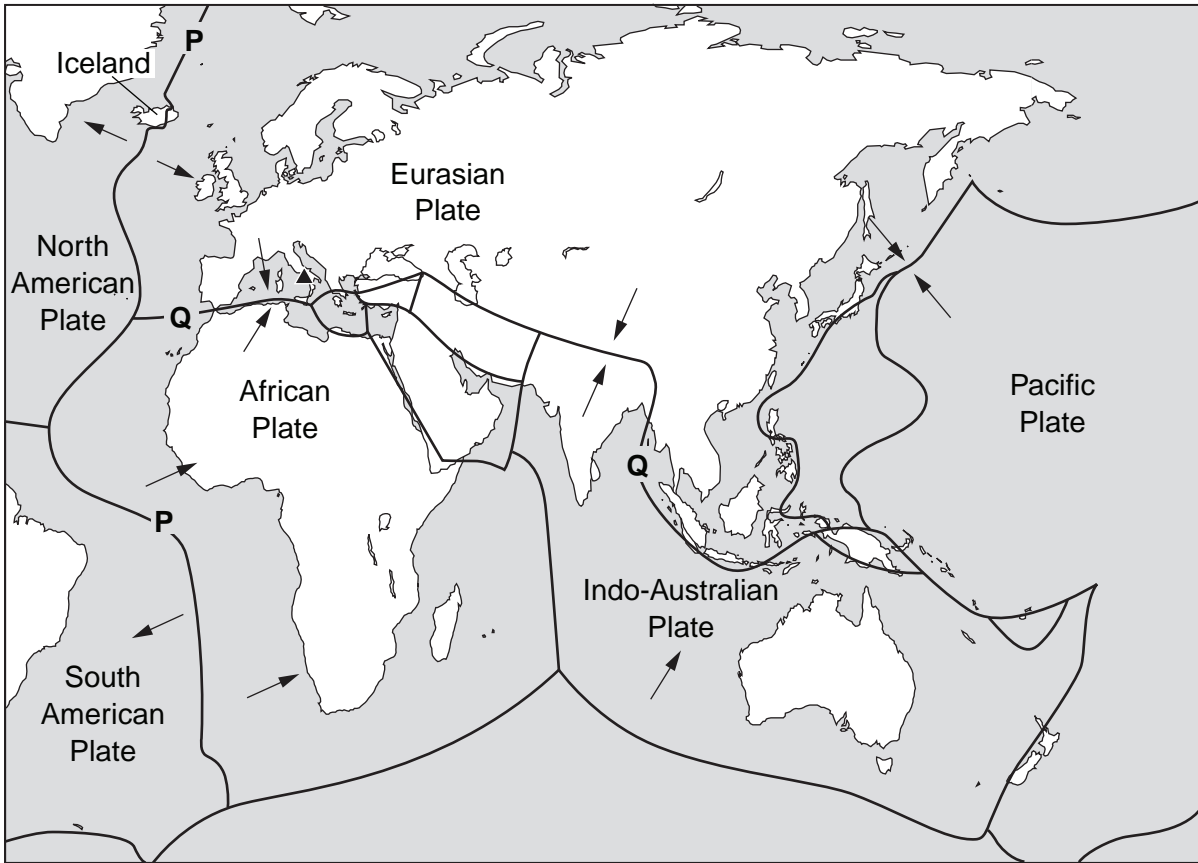 P
Iceland
Eurasian
Plate
North
American
Plate
Q
African
Plate
Pacific
Plate
Q
P
Indo-Australian
Plate
South
American
Plate